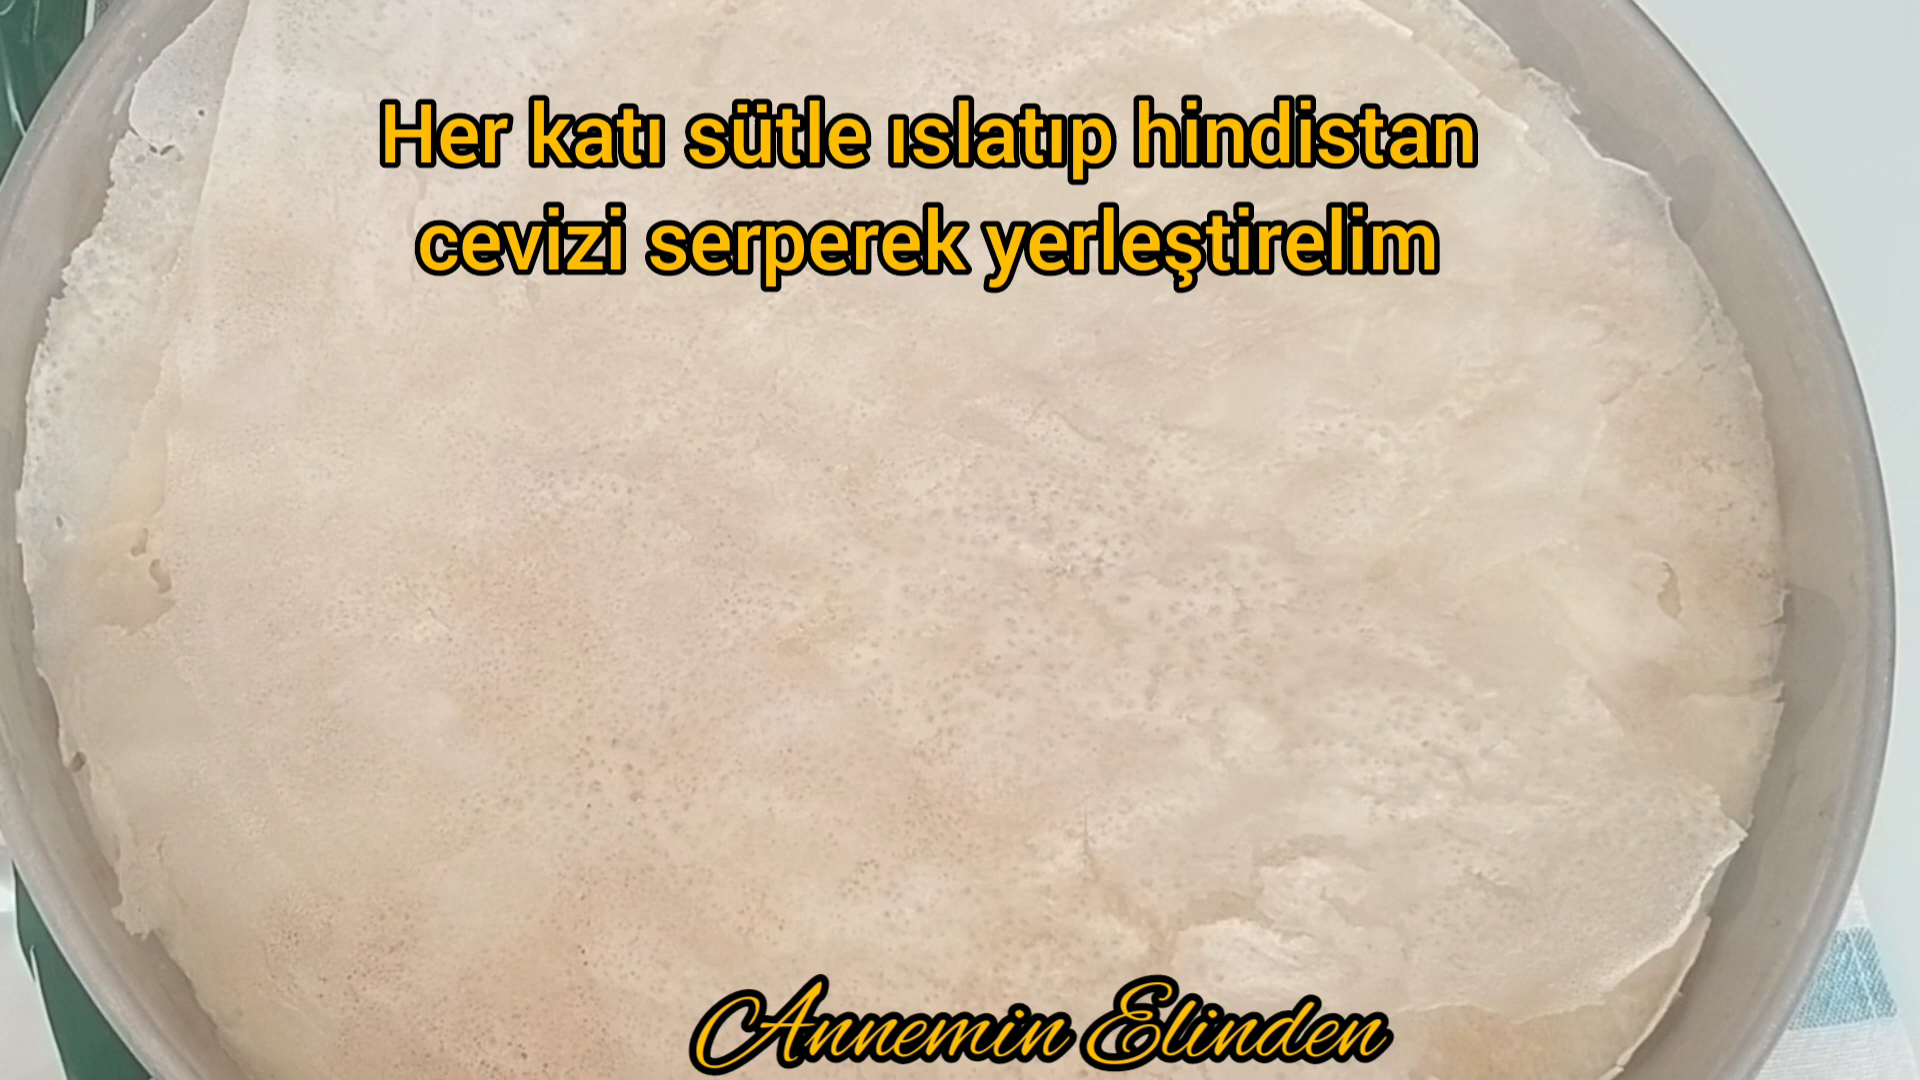 Her katı sütle ıslatıp hindistan
cevizi serperek yerleştirelim
Annemin Elinden